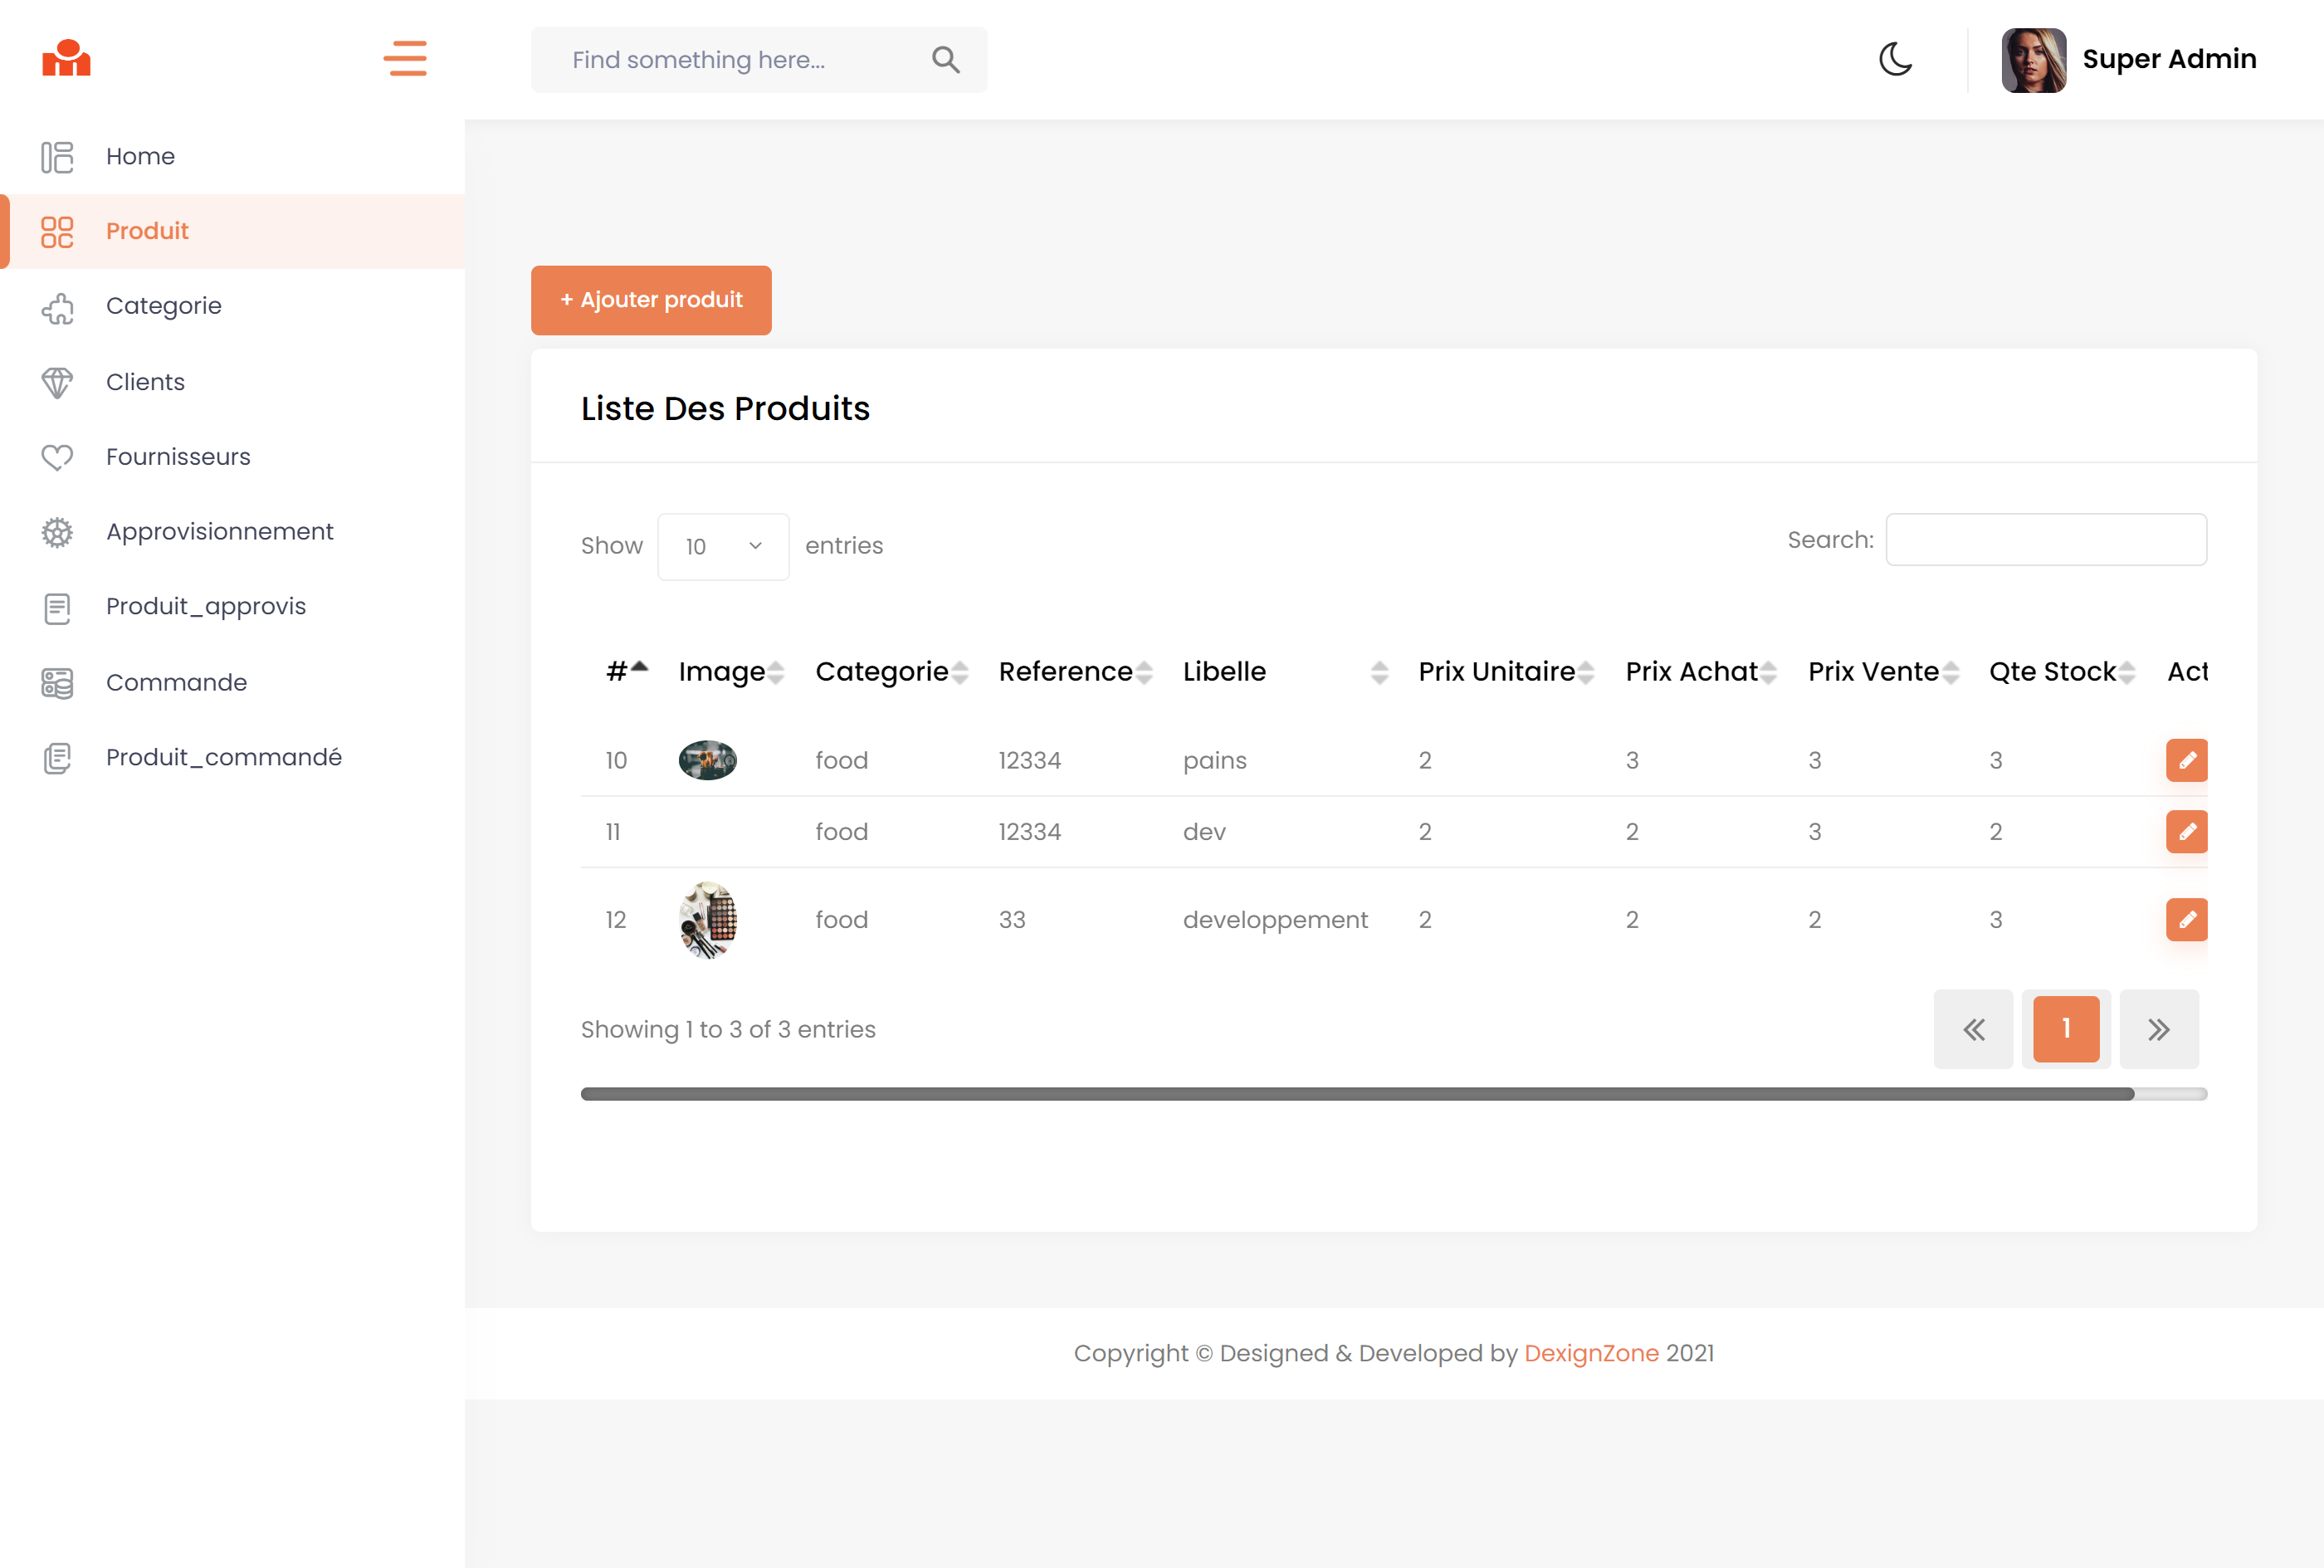 Find something here...
Super Admin
Home
Produit
Categorie
Clients
Fournisseurs
Approvisionnement
Produit_approvis
Commande
Produit_commandé
+ Ajouter produit
Liste Des Produits
Show 10 entries
Search:
# Image Categorie Reference Libelle Prix Unitaire Prix Achat Prix Vente Qte Stock Act
10 food 12334 pains 2 3 3 3
11 food 12334 dev 2 2 3 2
12 food 33 developpement 2 2 2 3
Showing 1 to 3 of 3 entries
1
Copyright © Designed & Developed by DexignZone 2021